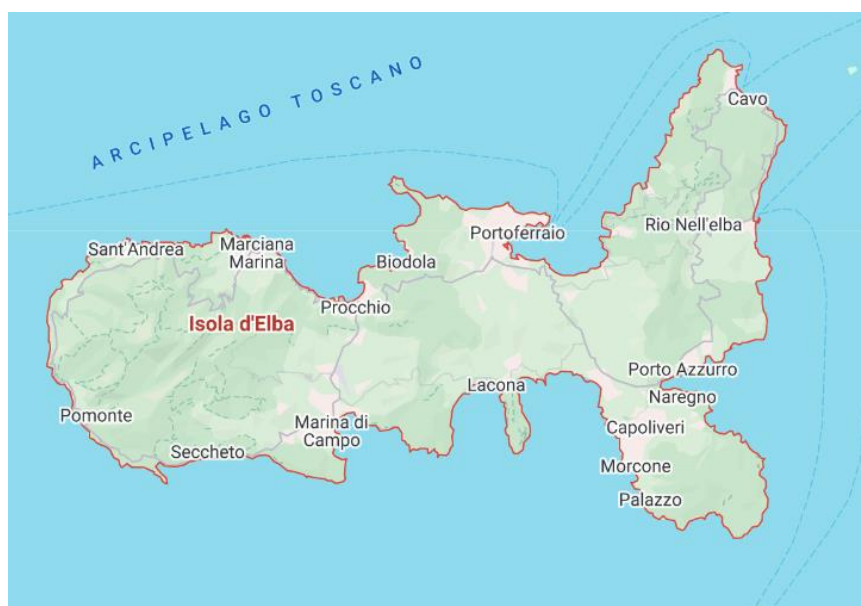 ARCIPELAGO TOSCANO
Cavo
Rio Nell'elba
Portoferraio
Sant'Andrea
Marciana
Marina
Biodola
Procchio
Isola d'Elba
Porto Azzurro
Lacona
Naregno
Pomonte
Marina di
Campo
Capoliveri
Seccheto
Morcone
Palazzo